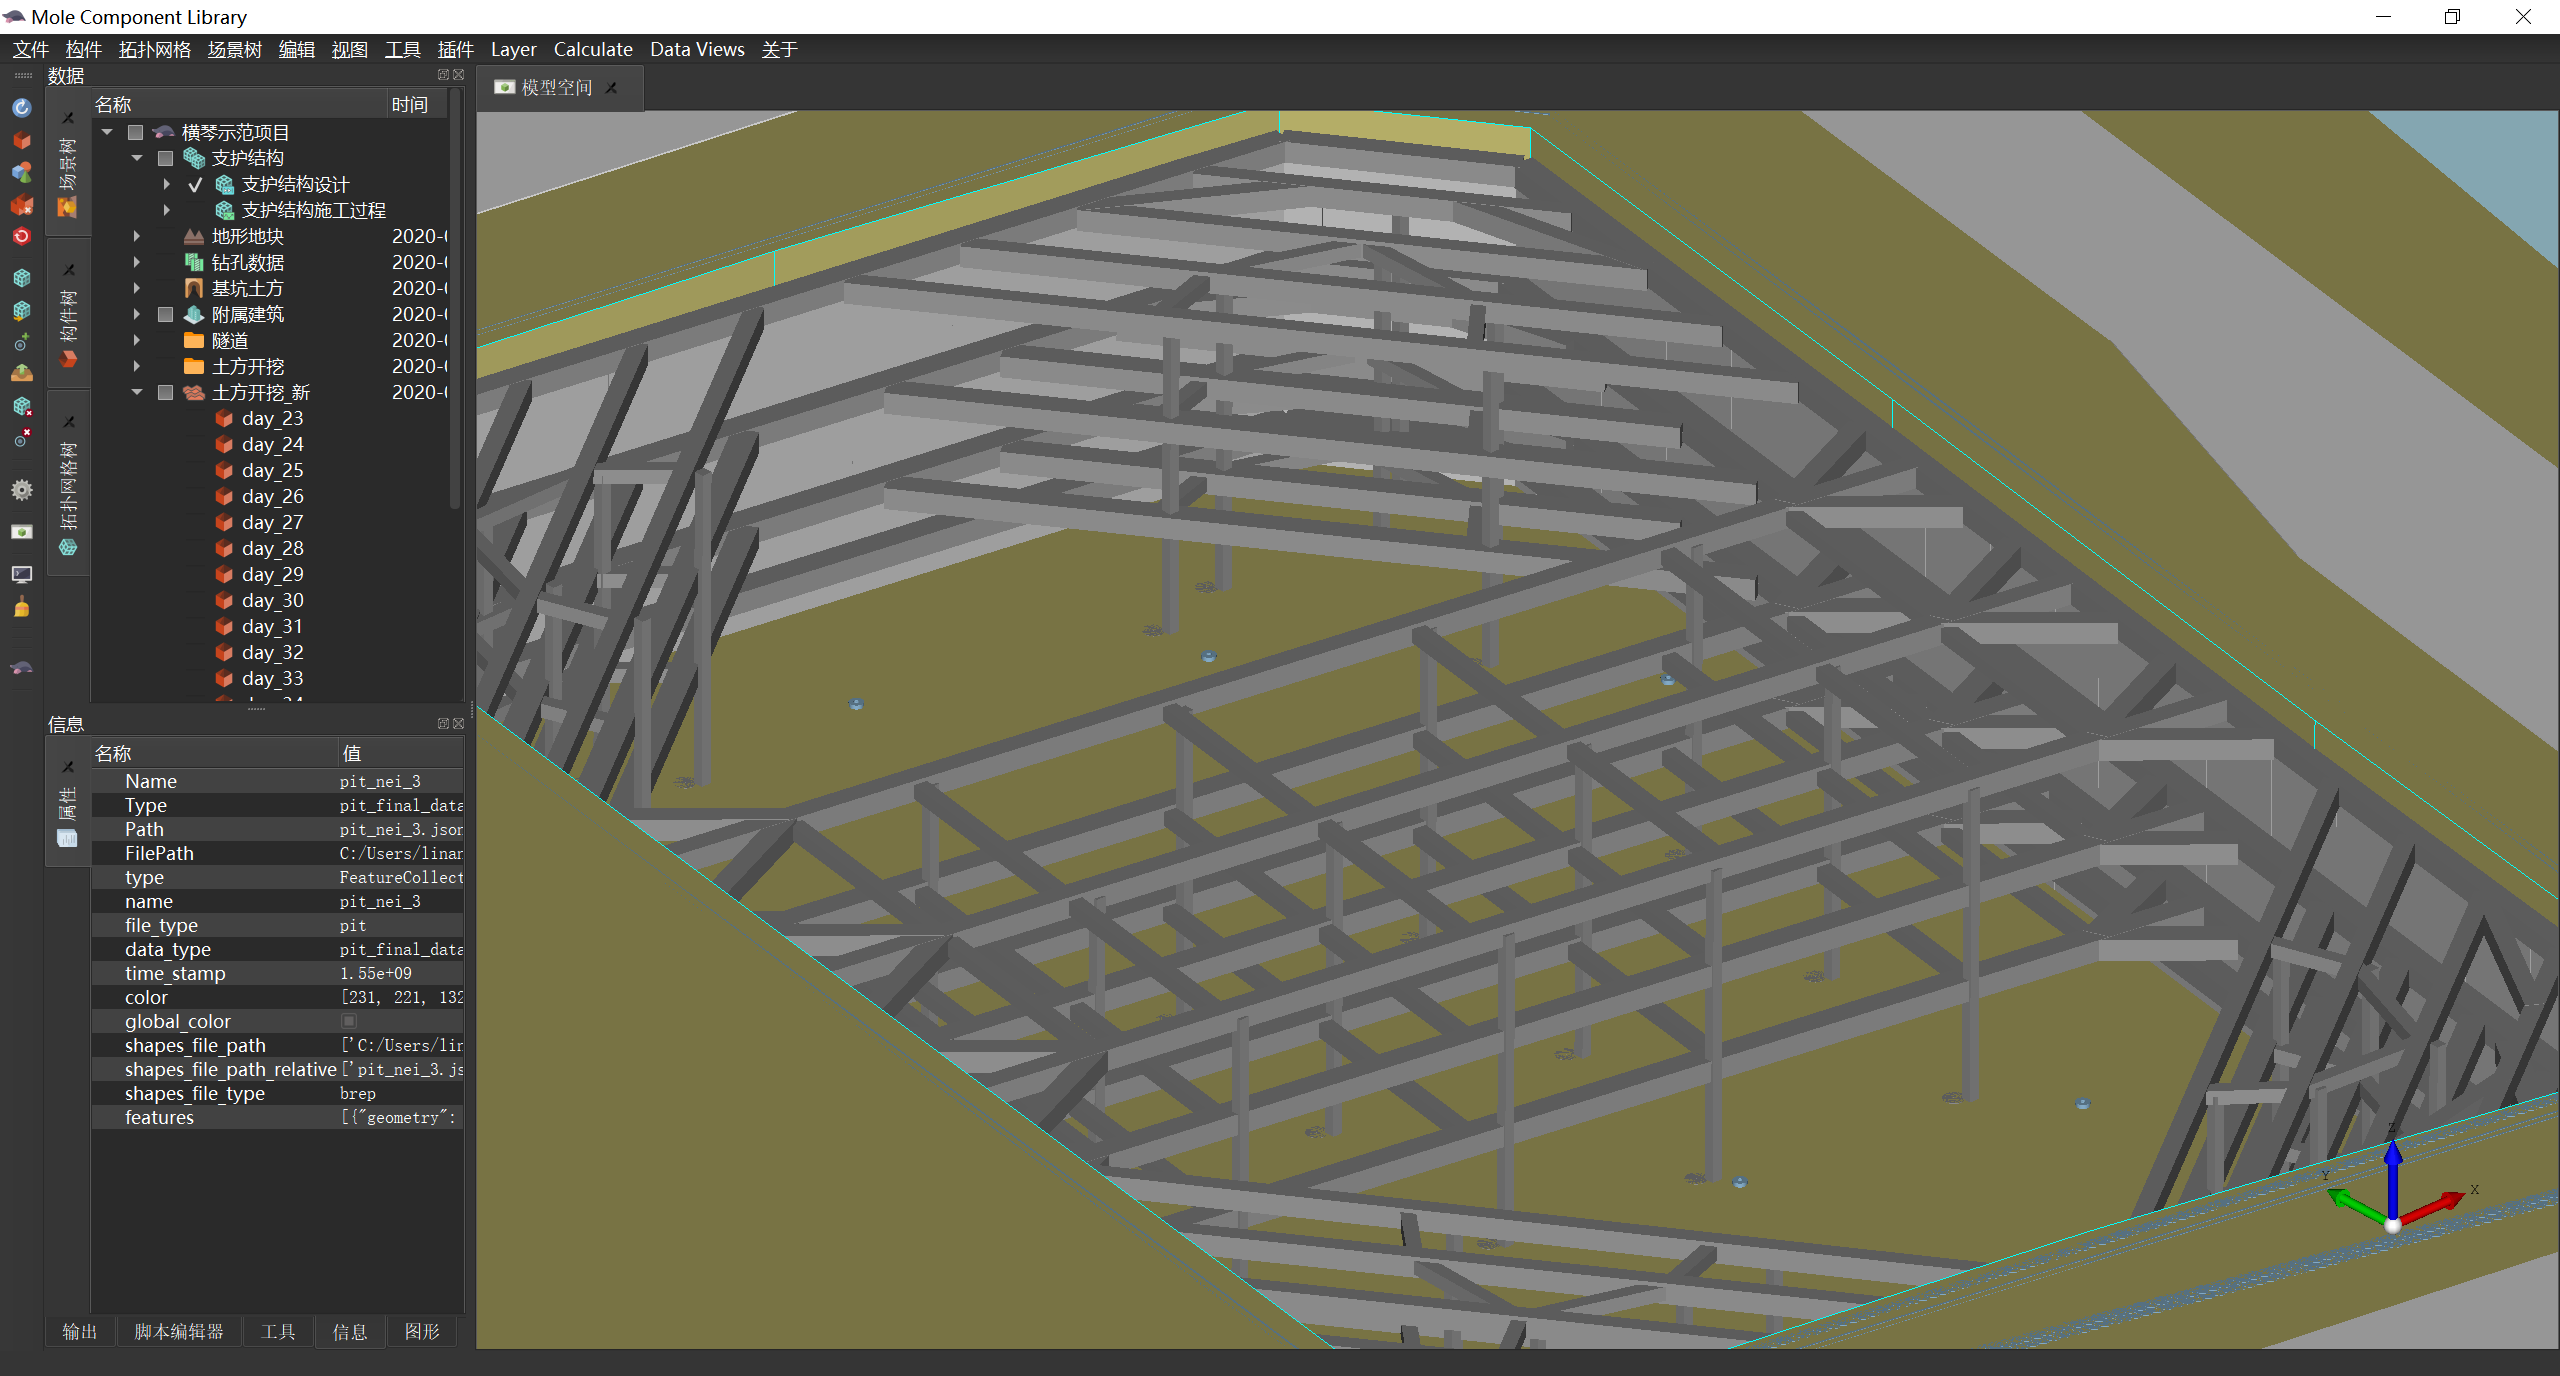 Mole Component Library
文件 构件 拓扑网格 场景树 编辑 视图 工具 插件 Layer Calculate Data Views 关于
数据
模型空间
场景树
构件树
拓扑网格树
名称 时间
横琴示范项目
支护结构
支护结构设计
支护结构施工过程
地形地块 2020-0
钻孔数据 2020-0
基坑土方 2020-0
附属建筑 2020-0
隧道 2020-0
土方开挖 2020-0
土方开挖_新 2020-0
day_23
day_24
day_25
day_26
day_27
day_28
day_29
day_30
day_31
day_32
day_33
信息
属性
名称 值
Name pit_nei_3
Type pit_final_data
Path pit_nei_3.json
FilePath C:/Users/linan
type FeatureCollect
name pit_nei_3
file_type pit
data_type pit_final_data
time_stamp 1.55e+09
color [231, 221, 132
global_color
shapes_file_path ['C:/Users/lin
shapes_file_path_relative ['pit_nei_3.js
shapes_file_type brep
features [{"geometry":
输出 脚本编辑器 工具 信息 图形
Z
Y
X